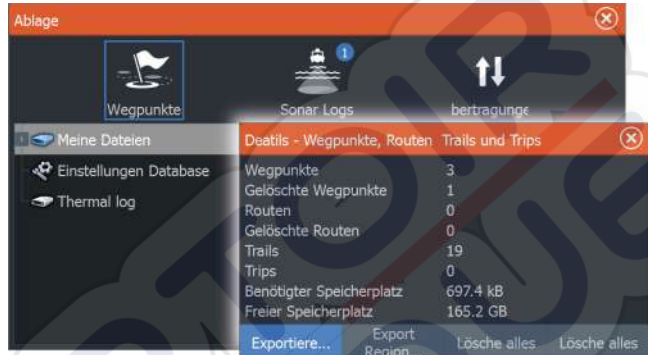 Ablage
1
Wegpunkte Sonar Logs bertragunge
Meine Dateien
Einstellungen Database
Thermal log
Deatils - Wegpunkte, Routen Trails und Trips
Wegpunkte 3
Gelöschte Wegpunkte 1
Routen 0
Gelöschte Routen 0
Trails 19
Trips 0
Benötigter Speicherplatz 697.4 kB
Freier Speicherplatz 165.2 GB
Exportiere... Export Region... Lösche alles Lösche alles